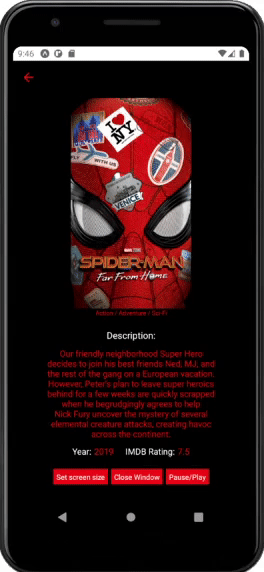 9:46
I
NY
FLY WITH US
VENICE
SPIDER-MAN
Far From Home
Action / Adventure / Sci-Fi
Description:
Our friendly neighborhood Super Hero
decides to join his best friends Ned, MJ, and
the rest of the gang on a European vacation.
However, Peter's plan to leave super heroics
behind for a few weeks are quickly scrapped
when he begrudgingly agrees to help
Nick Fury uncover the mystery of several
elemental creature attacks, creating havoc
across the continent.
Year: 2019 IMDB Rating: 7.5
Set screen size Close Window Pause/Play